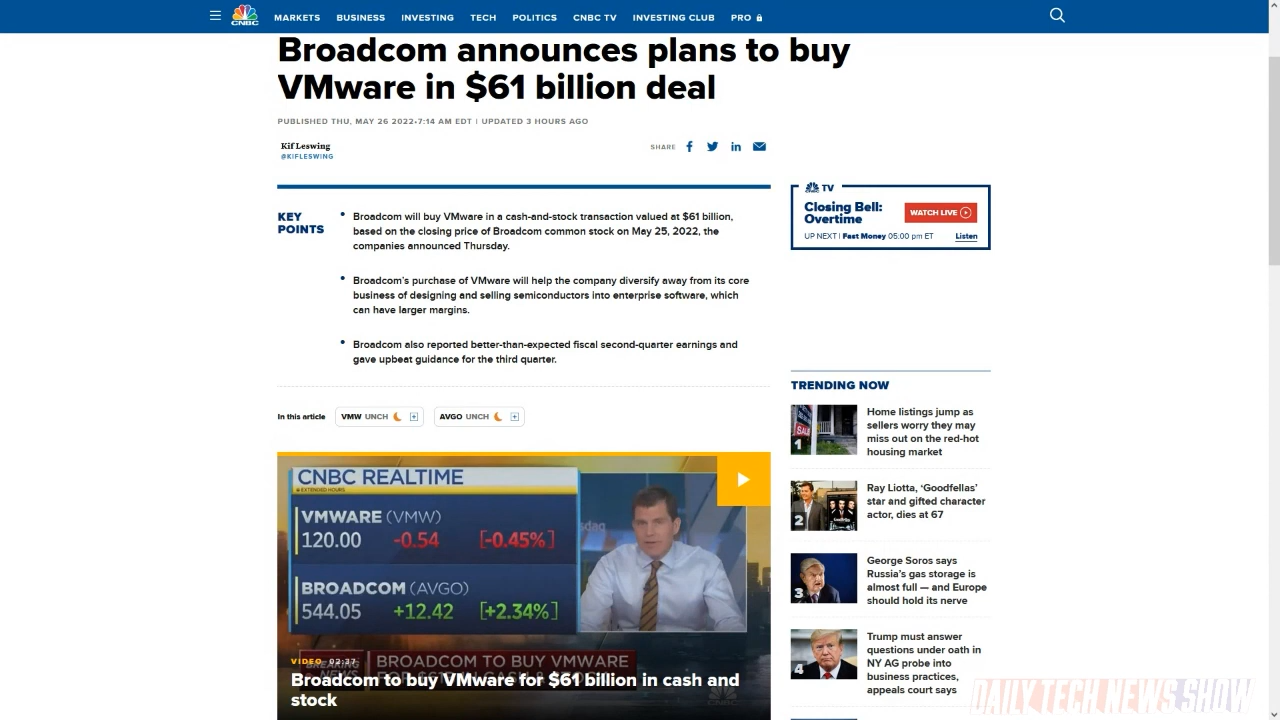 CNBC
MARKETS
BUSINESS
INVESTING
TECH
POLITICS
CNBC TV
INVESTING CLUB
PRO
Broadcom announces plans to buy
VMware in $61 billion deal
PUBLISHED THU, MAY 26 2022•7:14 AM EDT | UPDATED 3 HOURS AGO
Kif Leswing
@KIFLESWING
SHARE
KEY
POINTS
Broadcom will buy VMware in a cash-and-stock transaction valued at $61 billion,
based on the closing price of Broadcom common stock on May 25, 2022, the
companies announced Thursday.
Broadcom's purchase of VMware will help the company diversify away from its core
business of designing and selling semiconductors into enterprise software, which
can have larger margins.
Broadcom also reported better-than-expected fiscal second-quarter earnings and
gave upbeat guidance for the third quarter.
In this article
VMW UNCH
AVGO UNCH
CNBC REALTIME
EXTENDED HOURS
VMWARE (VMW)
120.00 -0.54 [-0.45%]
BROADCOM (AVGO)
544.05 +12.42 [+2.34%]
VIDEO 02:37
BREAKING
NEWS
BROADCOM TO BUY VMWARE
Broadcom to buy VMware for $61 billion in cash and
stock
TV
Closing Bell:
Overtime
WATCH LIVE
UP NEXT | Fast Money 05:00 pm ET
Listen
TRENDING NOW
1
Home listings jump as
sellers worry they may
miss out on the red-hot
housing market
2
Ray Liotta, ‘Goodfellas’
star and gifted character
actor, dies at 67
3
George Soros says
Russia's gas storage is
almost full — and Europe
should hold its nerve
4
Trump must answer
questions under oath in
NY AG probe into
business practices,
appeals court says
DAILY TECH NEWS SHOW